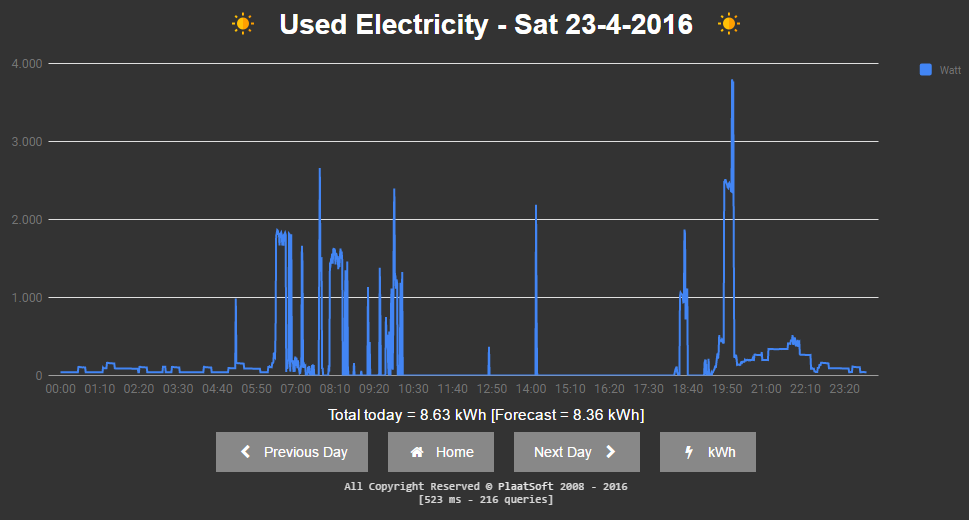 Used Electricity - Sat 23-4-2016
4.000
Watt
3.000
2.000
1.000
0
00:00 01:10 02:20 03:30 04:40 05:50 07:00 08:10 09:20 10:30 11:40 12:50 14:00 15:10 16:20 17:30 18:40 19:50 21:00 22:10 23:20
Total today = 8.63 kWh [Forecast = 8.36 kWh]
Previous Day Home Next Day kWh
All Copyright Reserved © PlaatSoft 2008 - 2016
[523 ms - 216 queries]